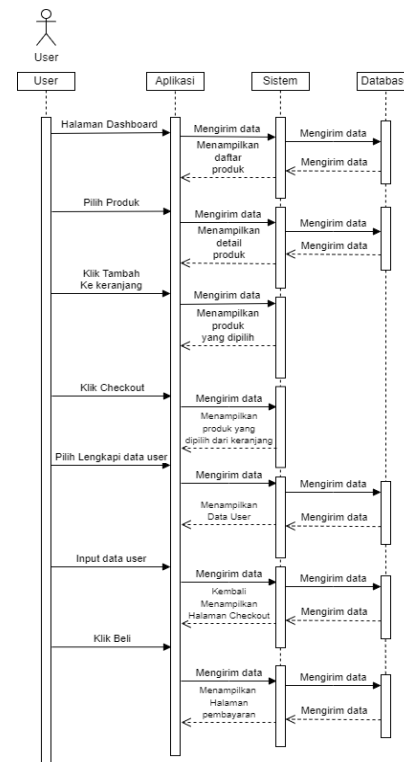 User
User
Aplikasi
Sistem
Database
Halaman Dashboard
Mengirim data
Mengirim data
Menampilkan
daftar
produk
Mengirim data
Pilih Produk
Mengirim data
Mengirim data
Menampilkan
detail
produk
Mengirim data
Klik Tambah
Ke keranjang
Mengirim data
Menampilkan
produk
yang dipilih
Klik Checkout
Mengirim data
Menampilkan
produk yang
dipilih dari keranjang
Pilih Lengkapi data user
Mengirim data
Mengirim data
Menampilkan
Data User
Mengirim data
Input data user
Mengirim data
Mengirim data
Kembali
Menampilkan
Halaman Checkout
Mengirim data
Klik Beli
Mengirim data
Mengirim data
Menampilkan
Halaman
pembayaran
Mengirim data